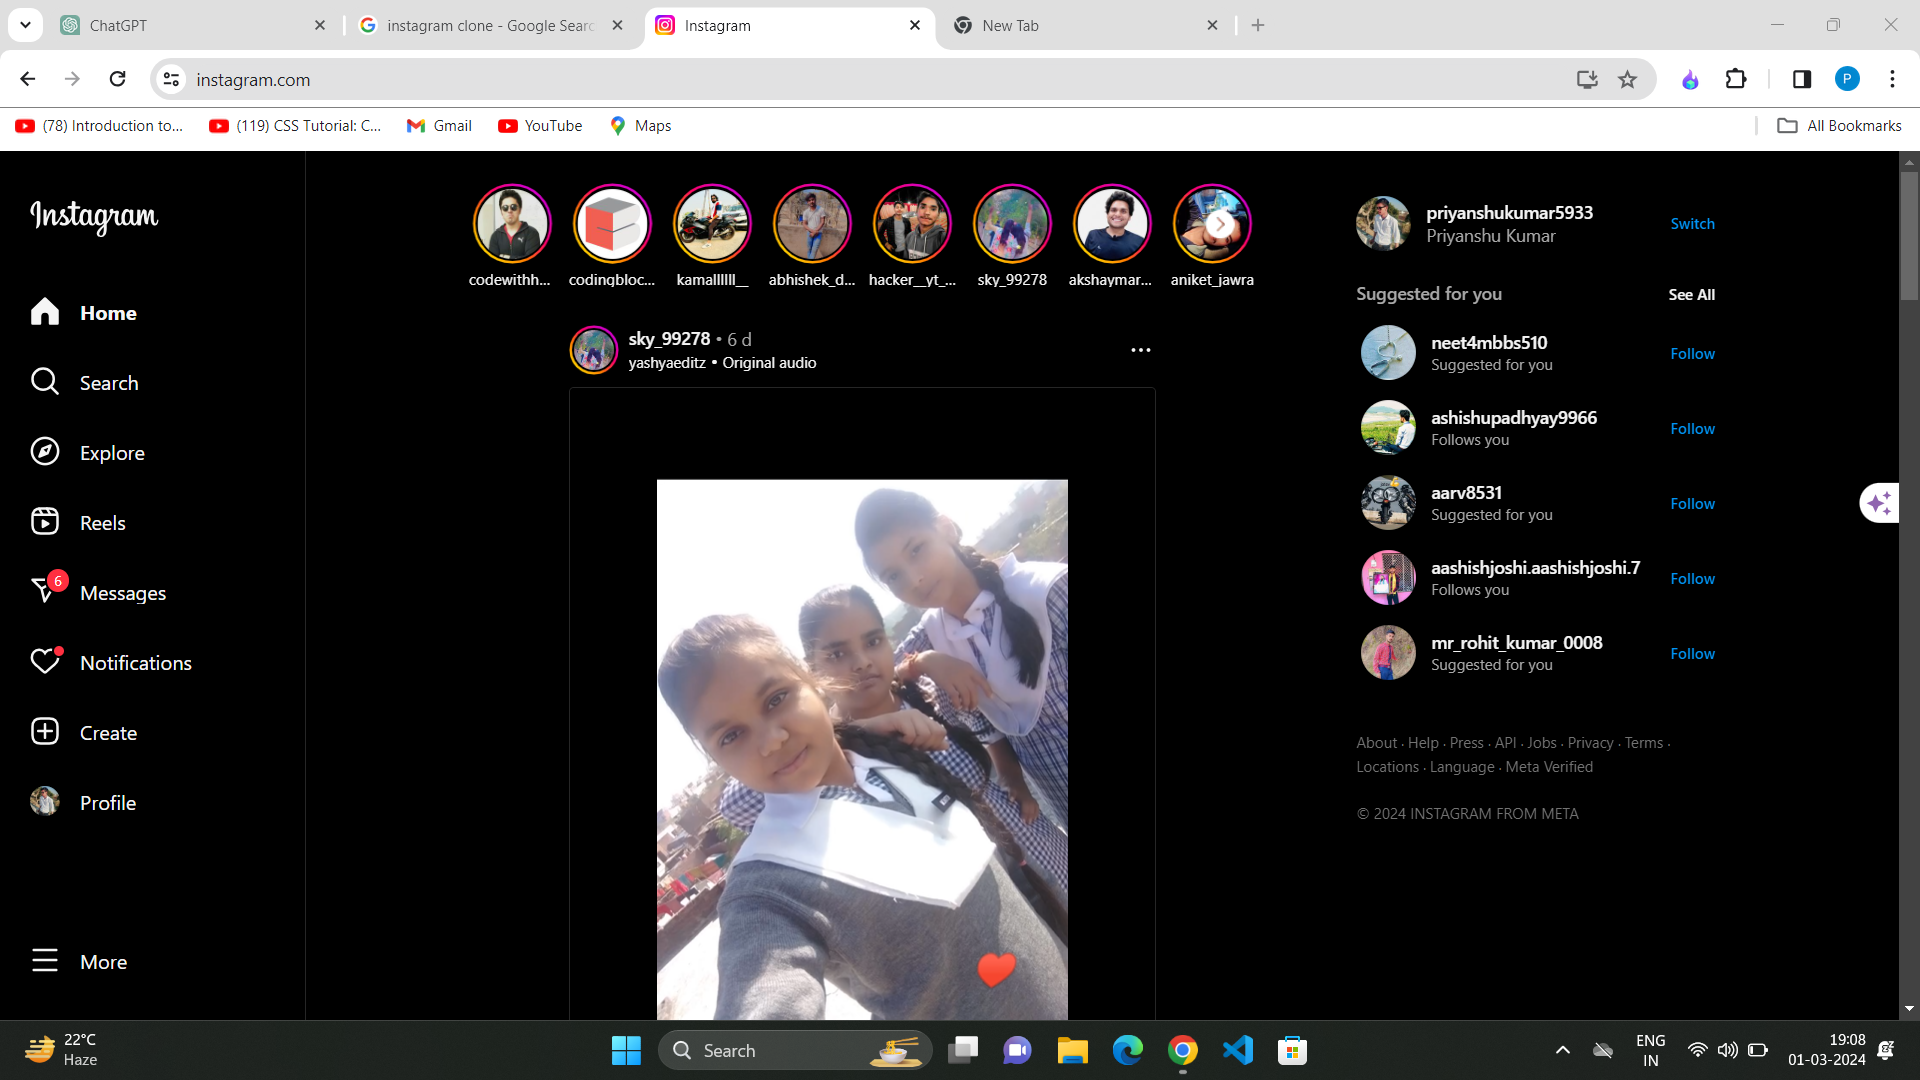 ChatGPT
instagram clone - Google Searc
Instagram
New Tab
instagram.com
P
(78) Introduction to...
(119) CSS Tutorial: C...
Gmail
YouTube
Maps
All Bookmarks
Instagram
Home
Search
Explore
Reels
6
Messages
Notifications
Create
Profile
More
codewithh...
codingbloc...
kamallllll__
abhishek_d...
hacker__yt_...
sky_99278
akshaymar...
aniket_jawra
sky_99278 • 6 d
yashyaeditz • Original audio
priyanshukumar5933
Priyanshu Kumar
Switch
Suggested for you
See All
neet4mbbs510
Suggested for you
Follow
ashishupadhyay9966
Follows you
Follow
aarv8531
Suggested for you
Follow
aashishjoshi.aashishjoshi.7
Follows you
Follow
mr_rohit_kumar_0008
Suggested for you
Follow
About · Help · Press · API · Jobs · Privacy · Terms ·
Locations · Language · Meta Verified
© 2024 INSTAGRAM FROM META
22°C
Haze
Search
ENG
IN
19:08
01-03-2024